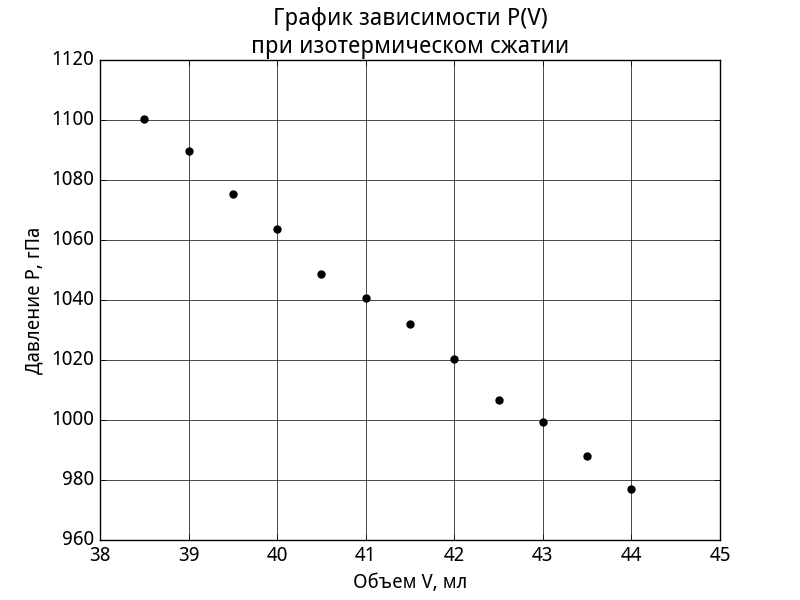 График зависимости P(V)
при изотермическом сжатии
1120
1100
1080
1060
1040
1020
1000
980
960
Давление P, гПа
38 39 40 41 42 43 44 45
Объем V, мл